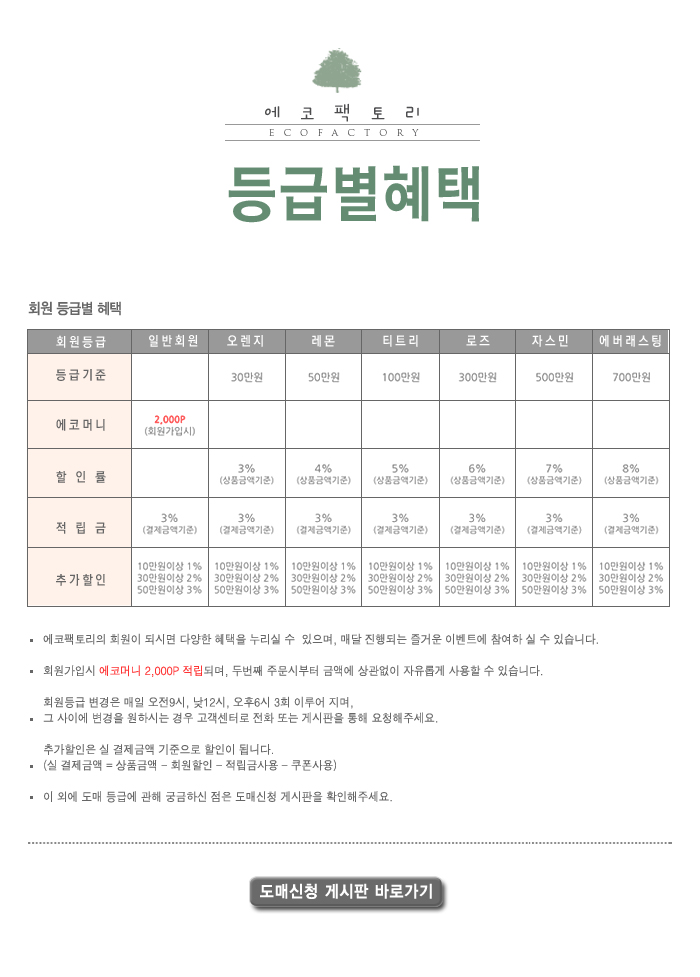 에코팩토리
ECOFACTORY
등급별혜택
회원 등급별 혜택
회원등급 일반회원 오렌지 레몬 티트리 로즈 자스민 에버래스팅
등급기준 30만원 50만원 100만원 300만원 500만원 700만원
에코머니 2,000P
(회원가입시)
할 인 률 3% 4% 5% 6% 7% 8%
(상품금액기준) (상품금액기준) (상품금액기준) (상품금액기준) (상품금액기준) (상품금액기준)
적 립 금 3% 3% 3% 3% 3% 3% 3%
(결제금액기준) (결제금액기준) (결제금액기준) (결제금액기준) (결제금액기준) (결제금액기준) (결제금액기준)
추가할인 10만원이상 1% 10만원이상 1% 10만원이상 1% 10만원이상 1% 10만원이상 1% 10만원이상 1% 10만원이상 1%
30만원이상 2% 30만원이상 2% 30만원이상 2% 30만원이상 2% 30만원이상 2% 30만원이상 2% 30만원이상 2%
50만원이상 3% 50만원이상 3% 50만원이상 3% 50만원이상 3% 50만원이상 3% 50만원이상 3% 50만원이상 3%
에코팩토리의 회원이 되시면 다양한 혜택을 누리실 수 있으며, 매달 진행되는 즐거운 이벤트에 참여하 실 수 있습니다.
회원가입시 에코머니 2,000P 적립되며, 두번째 주문시부터 금액에 상관없이 자유롭게 사용할 수 있습니다.
회원등급 변경은 매일 오전9시, 낮12시, 오후6시 3회 이루어 지며,
그 사이에 변경을 원하시는 경우 고객센터로 전화 또는 게시판을 통해 요청해주세요.
추가할인은 실 결제금액 기준으로 할인이 됩니다.
(실 결제금액 = 상품금액 - 회원할인 - 적립금사용 - 쿠폰사용)
이 외에 도매 등급에 관해 궁금하신 점은 도매신청 게시판을 확인해주세요.
도매신청 게시판 바로가기